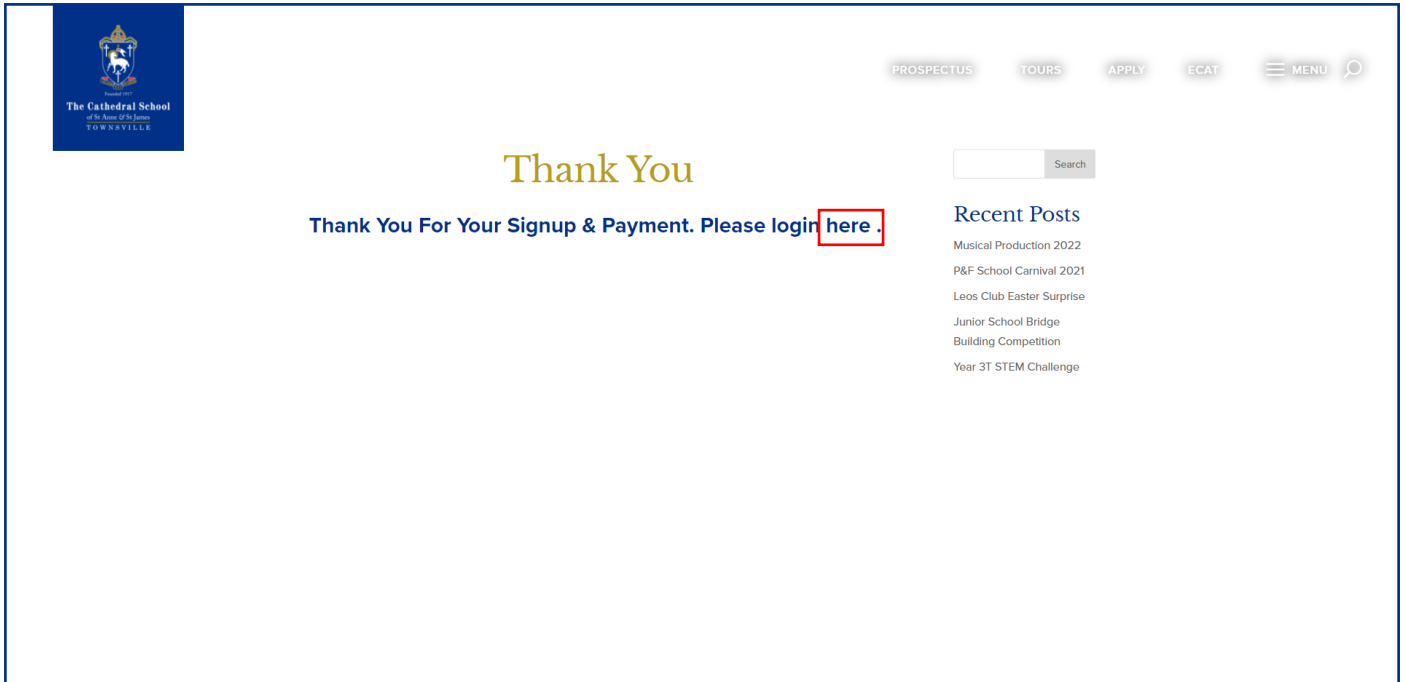 Founded 1917
The Cathedral School
of St Anne & St James
TOWNSVILLE
PROSPECTUS TOURS APPLY ECAT MENU
Thank You
Thank You For Your Signup & Payment. Please login here .
Search
Recent Posts
Musical Production 2022
P&F School Carnival 2021
Leos Club Easter Surprise
Junior School Bridge
Building Competition
Year 3T STEM Challenge